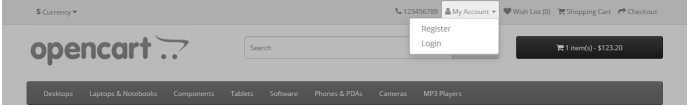 $ Currency
123456789 My Account Wish List (0) Shopping Cart Checkout
Register
Login
opencart
Search
1 item(s) - $123.20
Desktops Laptops & Notebooks Components Tablets Software Phones & PDAs Cameras MP3 Players